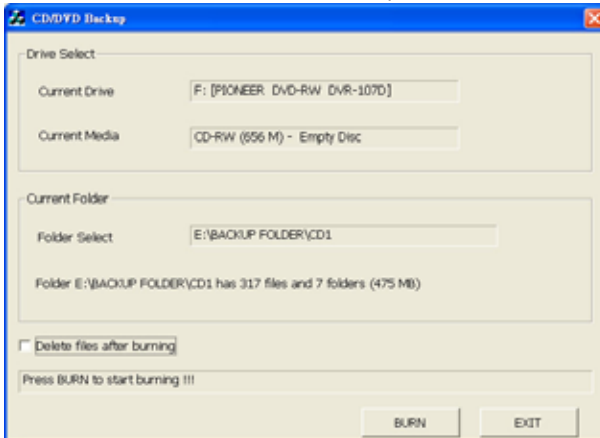 CD/DVD Backup
Drive Select
Current Drive F: [PIONEER DVD-RW DVR-107D]
Current Media CD-RW (656 M) - Empty Disc
Current Folder
Folder Select E:\BACKUP FOLDER\CD1
Folder E:\BACKUP FOLDER\CD1 has 317 files and 7 folders (475 MB)
Delete files after burning
Press BURN to start burning !!!
BURN EXIT